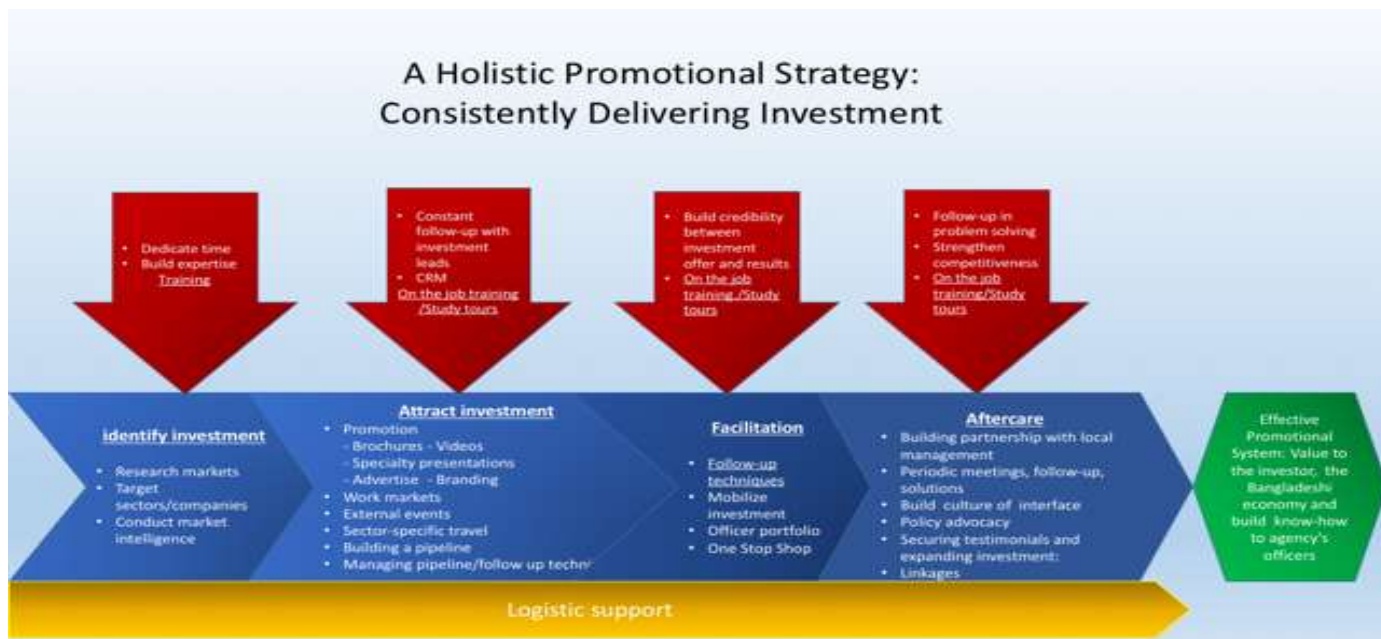 A Holistic Promotional Strategy:
Consistently Delivering Investment
• Dedicate time
• Build expertise
Training
• Constant
follow-up with
investment
leads
• CRM
On the job training
/Study tours
• Build credibility
between
investment
offer and results
• On the job
training /Study
tours
• Follow-up in
problem solving
• Strengthen
competitiveness
• On the job
training/Study
tours
identify investment
• Research markets
• Target
sectors/companies
• Conduct market
intelligence
Attract investment
• Promotion
- Brochures - Videos
- Specialty presentations
- Advertise - Branding
• Work markets
• External events
• Sector-specific travel
• Building a pipeline
• Managing pipeline/follow up techn
Facilitation
• Follow-up
techniques
• Mobilize
investment
• Officer portfolio
• One Stop Shop
Aftercare
• Building partnership with local
management
• Periodic meetings, follow-up,
solutions
• Build culture of interface
• Policy advocacy
• Securing testimonials and
expanding investment:
• Linkages
Effective
Promotional
System: Value to
the investor, the
Bangladeshi
economy and
build know-how
to agency's
officers
Logistic support